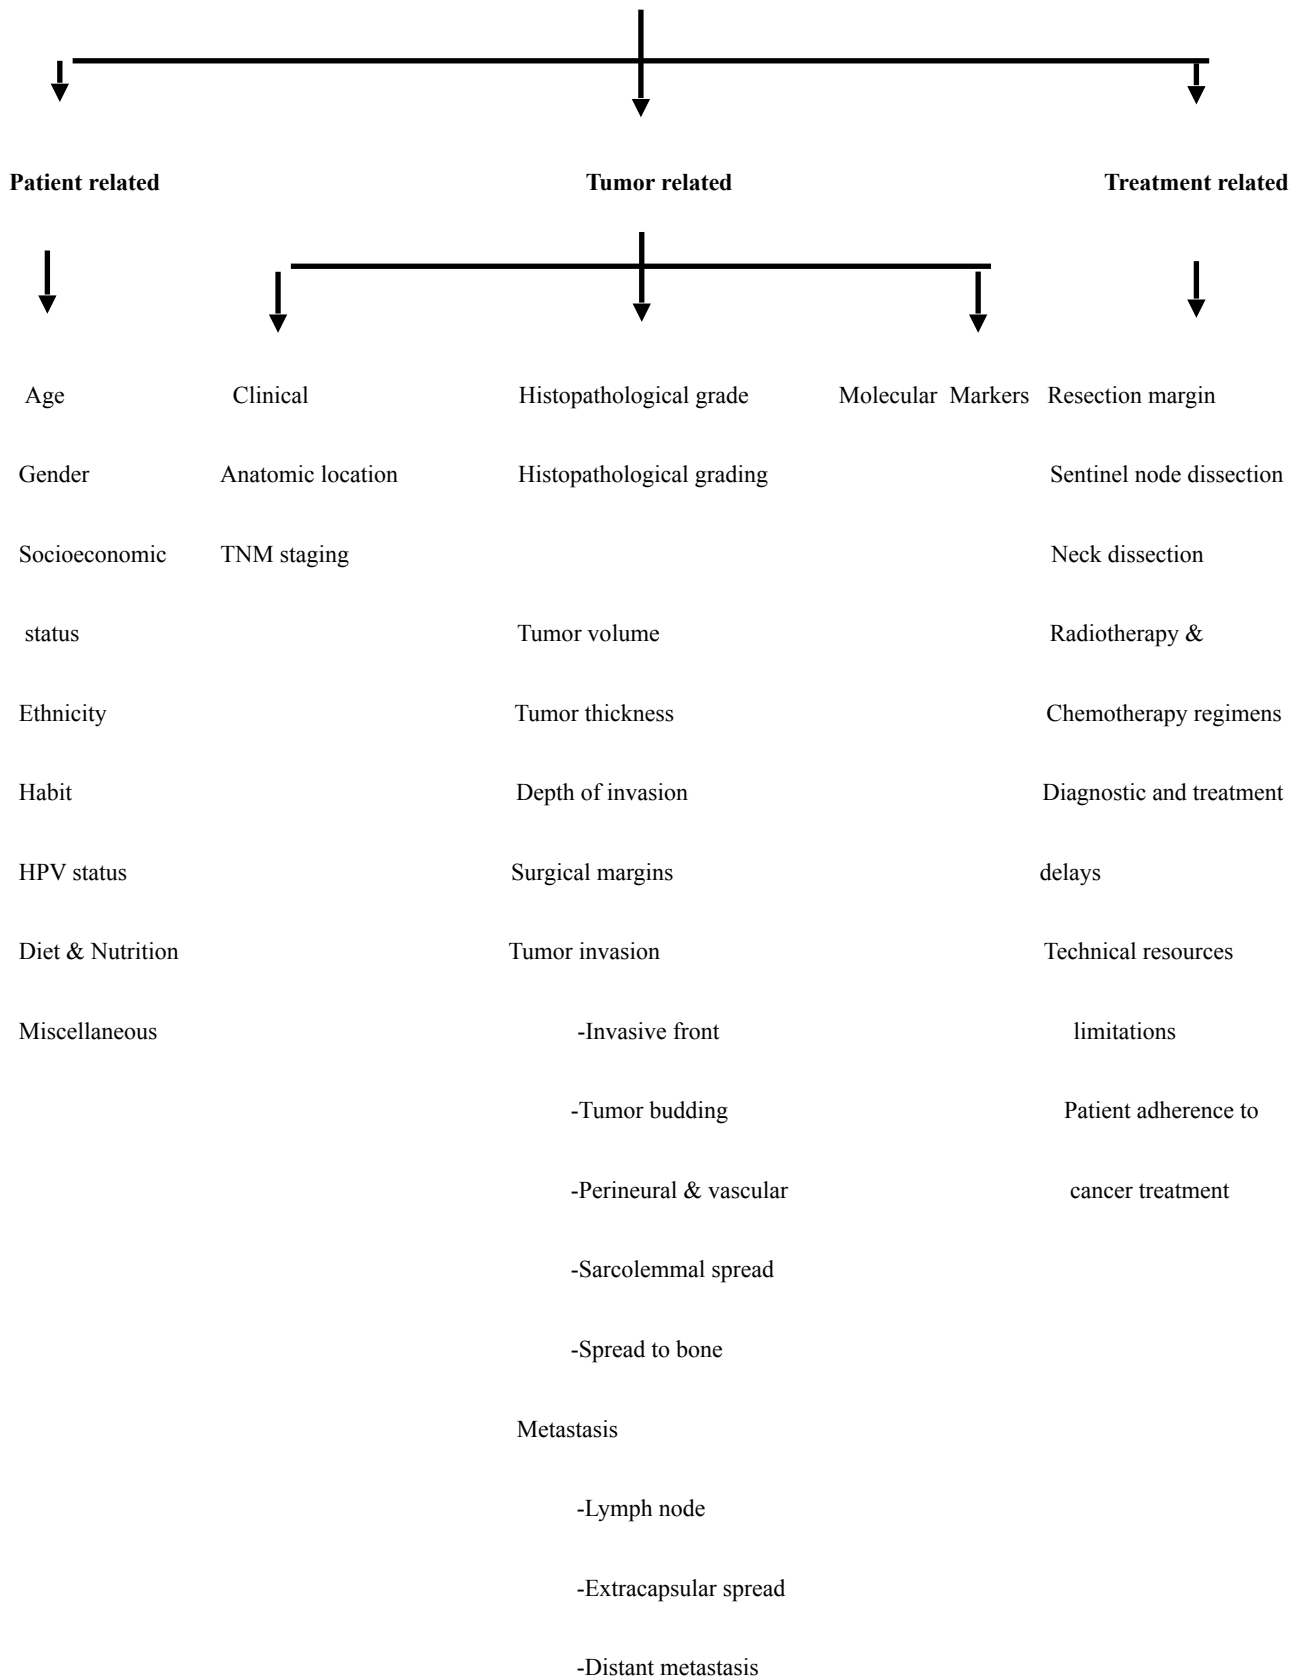 Patient related Tumor related Treatment related
Age Clinical Histopathological grade Molecular Markers Resection margin
Gender Anatomic location Histopathological grading Sentinel node dissection
Socioeconomic TNM staging Neck dissection
status Tumor volume Radiotherapy &
Ethnicity Tumor thickness Chemotherapy regimens
Habit Depth of invasion Diagnostic and treatment
HPV status Surgical margins delays
Diet & Nutrition Tumor invasion Technical resources
Miscellaneous -Invasive front limitations
-Tumor budding Patient adherence to
-Perineural & vascular cancer treatment
-Sarcolemmal spread
-Spread to bone
Metastasis
-Lymph node
-Extracapsular spread
-Distant metastasis